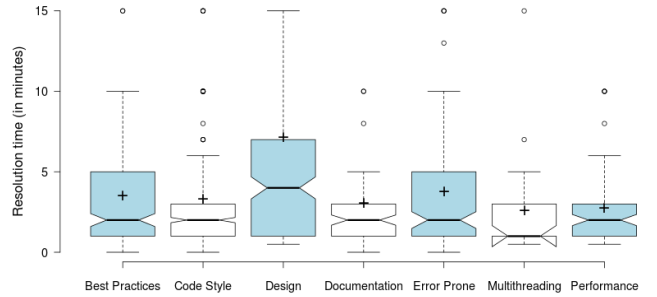 15
10
5
0
Resolution time (in minutes)
Best Practices Code Style Design Documentation Error Prone Multithreading Performance